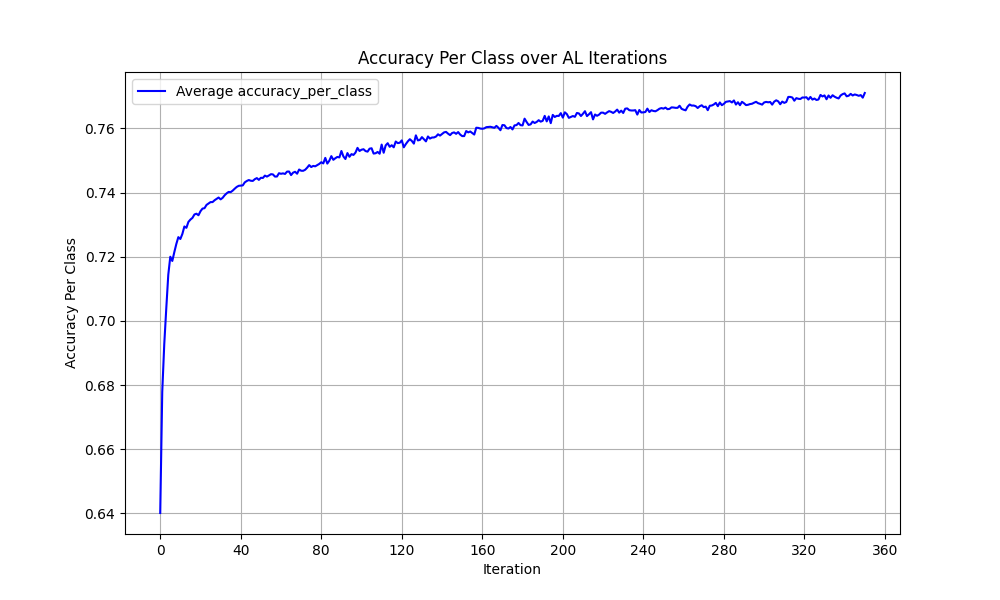 Accuracy Per Class over AL Iterations
Average accuracy_per_class
Accuracy Per Class
0.76
0.74
0.72
0.70
0.68
0.66
0.64
0 40 80 120 160 200 240 280 320 360
Iteration